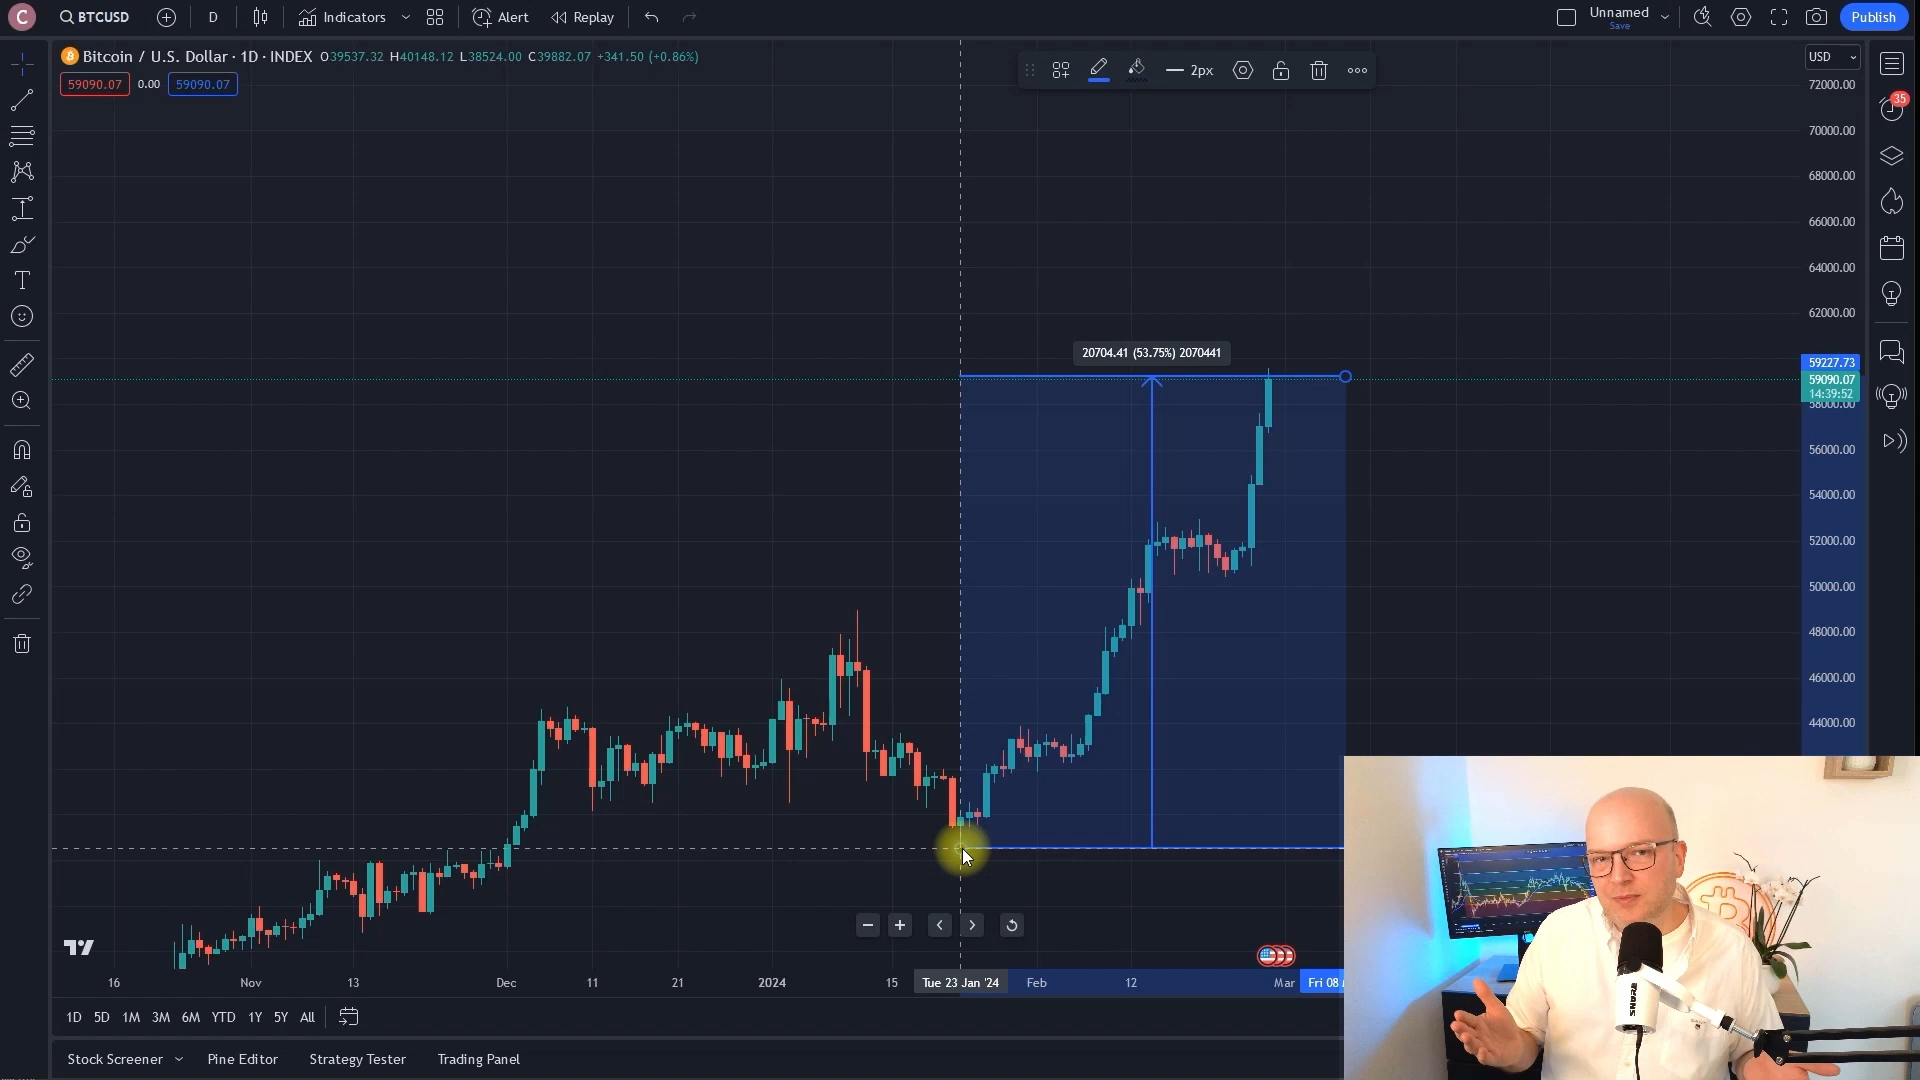 C
BTCUSD
D
Indicators
Alert
Replay
Unnamed
Save
Publish
Bitcoin / U.S. Dollar · 1D · INDEX O39537.32 H40148.12 L38524.00 C39882.07 +341.50 (+0.86%)
59090.07 0.00 59090.07
2px
USD
35
72000.00
70000.00
68000.00
66000.00
64000.00
62000.00
20704.41 (53.75%) 2070441
59227.73
59090.07
14:39:52
58000.00
56000.00
54000.00
52000.00
50000.00
48000.00
46000.00
44000.00
16 Nov 13 Dec 11 21 2024 15 Tue 23 Jan '24 Feb 12 Mar Fri 08
1D 5D 1M 3M 6M YTD 1Y 5Y All
Stock Screener Pine Editor Strategy Tester Trading Panel